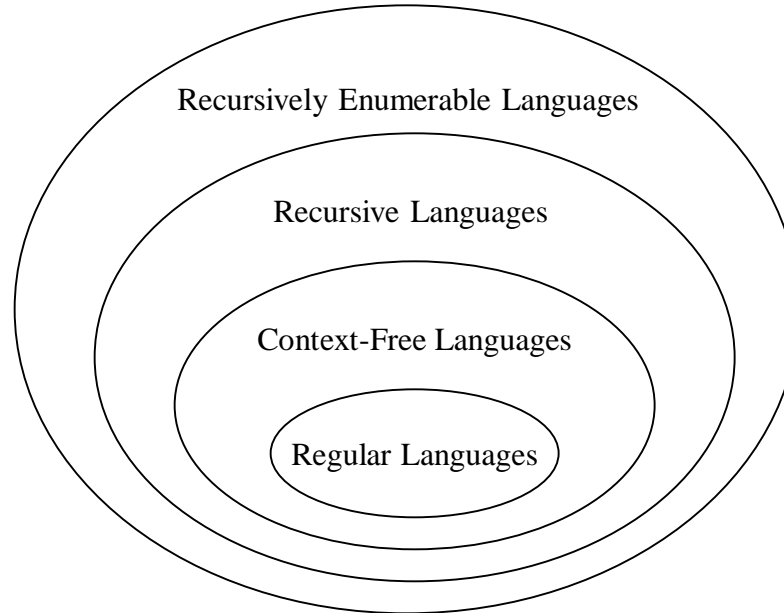 Recursively Enumerable Languages
Recursive Languages
Context-Free Languages
Regular Languages